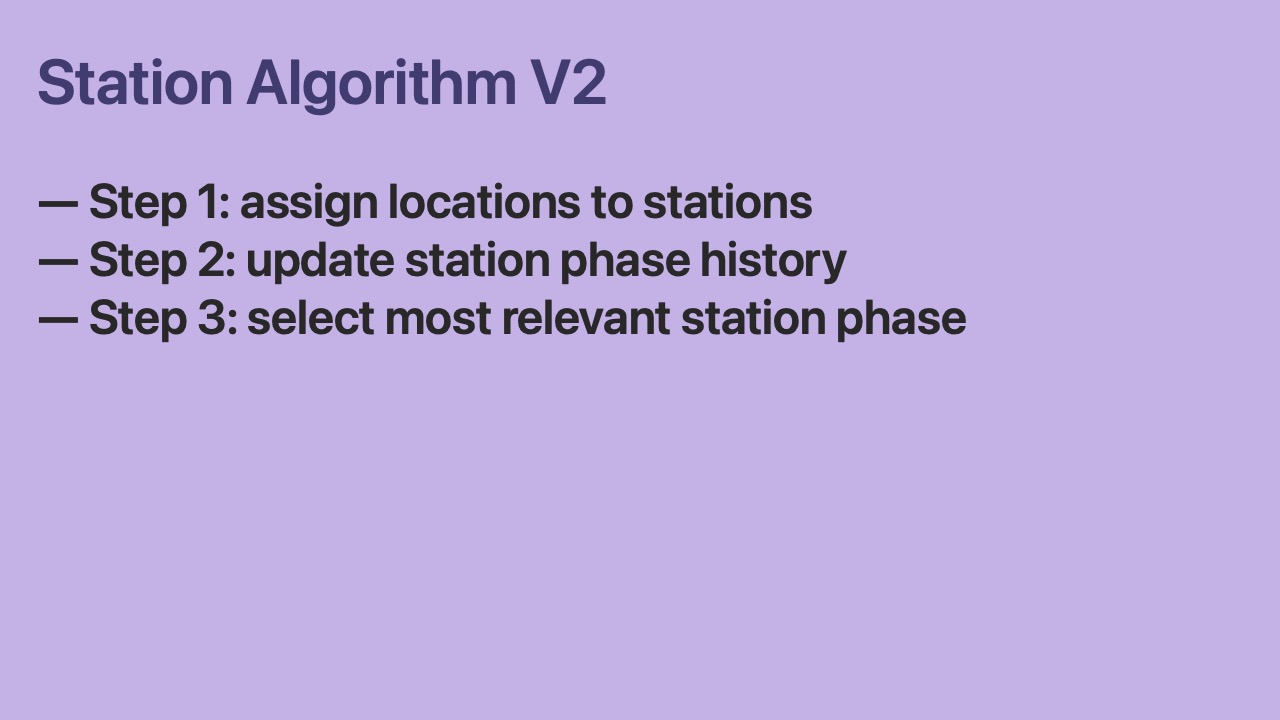 Station Algorithm V2
— Step 1: assign locations to stations
— Step 2: update station phase history
— Step 3: select most relevant station phase